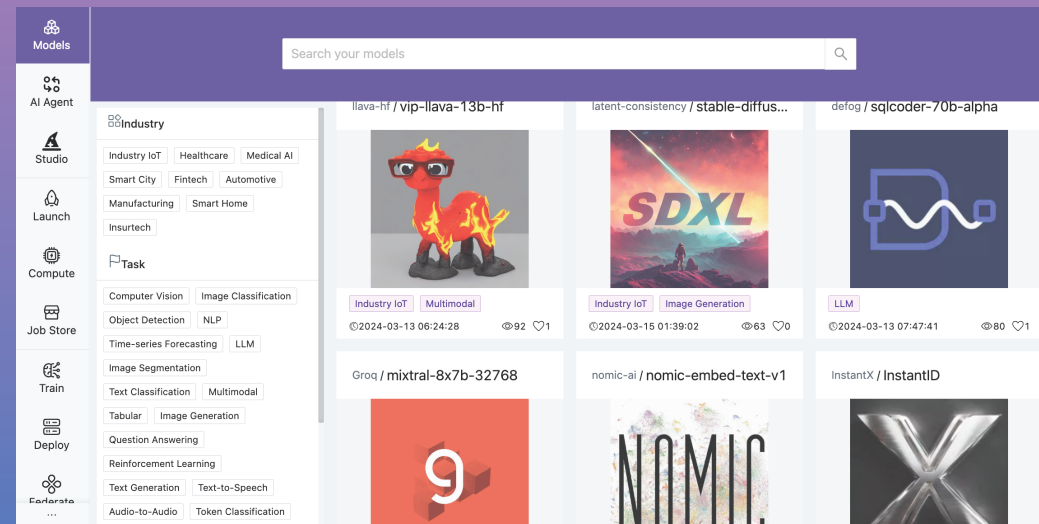 Models
AI Agent
Studio
Launch
Compute
Job Store
Train
Deploy
Federate
...
Search your models
Industry
Industry IoT Healthcare Medical AI
Smart City Fintech Automotive
Manufacturing Smart Home
Insurtech
Task
Computer Vision Image Classification
Object Detection NLP
Time-series Forecasting LLM
Image Segmentation
Text Classification Multimodal
Tabular Image Generation
Question Answering
Reinforcement Learning
Text Generation Text-to-Speech
Audio-to-Audio Token Classification
llava-hf / vip-llava-13b-hf
Industry IoT Multimodal
2024-03-13 06:24:28 92 1
latent-consistency / stable-diffus...
SDXL
Industry IoT Image Generation
2024-03-15 01:39:02 63 0
defog / sqlcoder-70b-alpha
LLM
2024-03-13 07:47:41 80 1
Groq / mixtral-8x7b-32768
g
nomic-ai / nomic-embed-text-v1
NOMIC
InstantX / InstantID
X